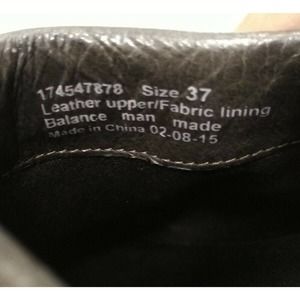 174547878 Size 37
Leather upper/Fabric lining
Balance man made
Made in China 02-08-15